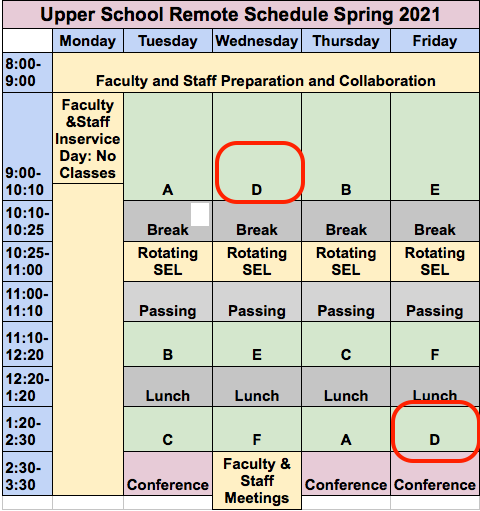 Upper School Remote Schedule Spring 2021
Monday Tuesday Wednesday Thursday Friday
8:00-
9:00
Faculty and Staff Preparation and Collaboration
Faculty
&Staff
Inservice
Day: No
Classes
9:00-
10:10
A D B E
10:10-
10:25
Break Break Break Break
10:25-
11:00
Rotating
SEL
Rotating
SEL
Rotating
SEL
Rotating
SEL
11:00-
11:10
Passing Passing Passing Passing
11:10-
12:20
B E C F
12:20-
1:20
Lunch Lunch Lunch Lunch
1:20-
2:30
C F A D
2:30-
3:30
Conference
Faculty &
Staff
Meetings
Conference Conference